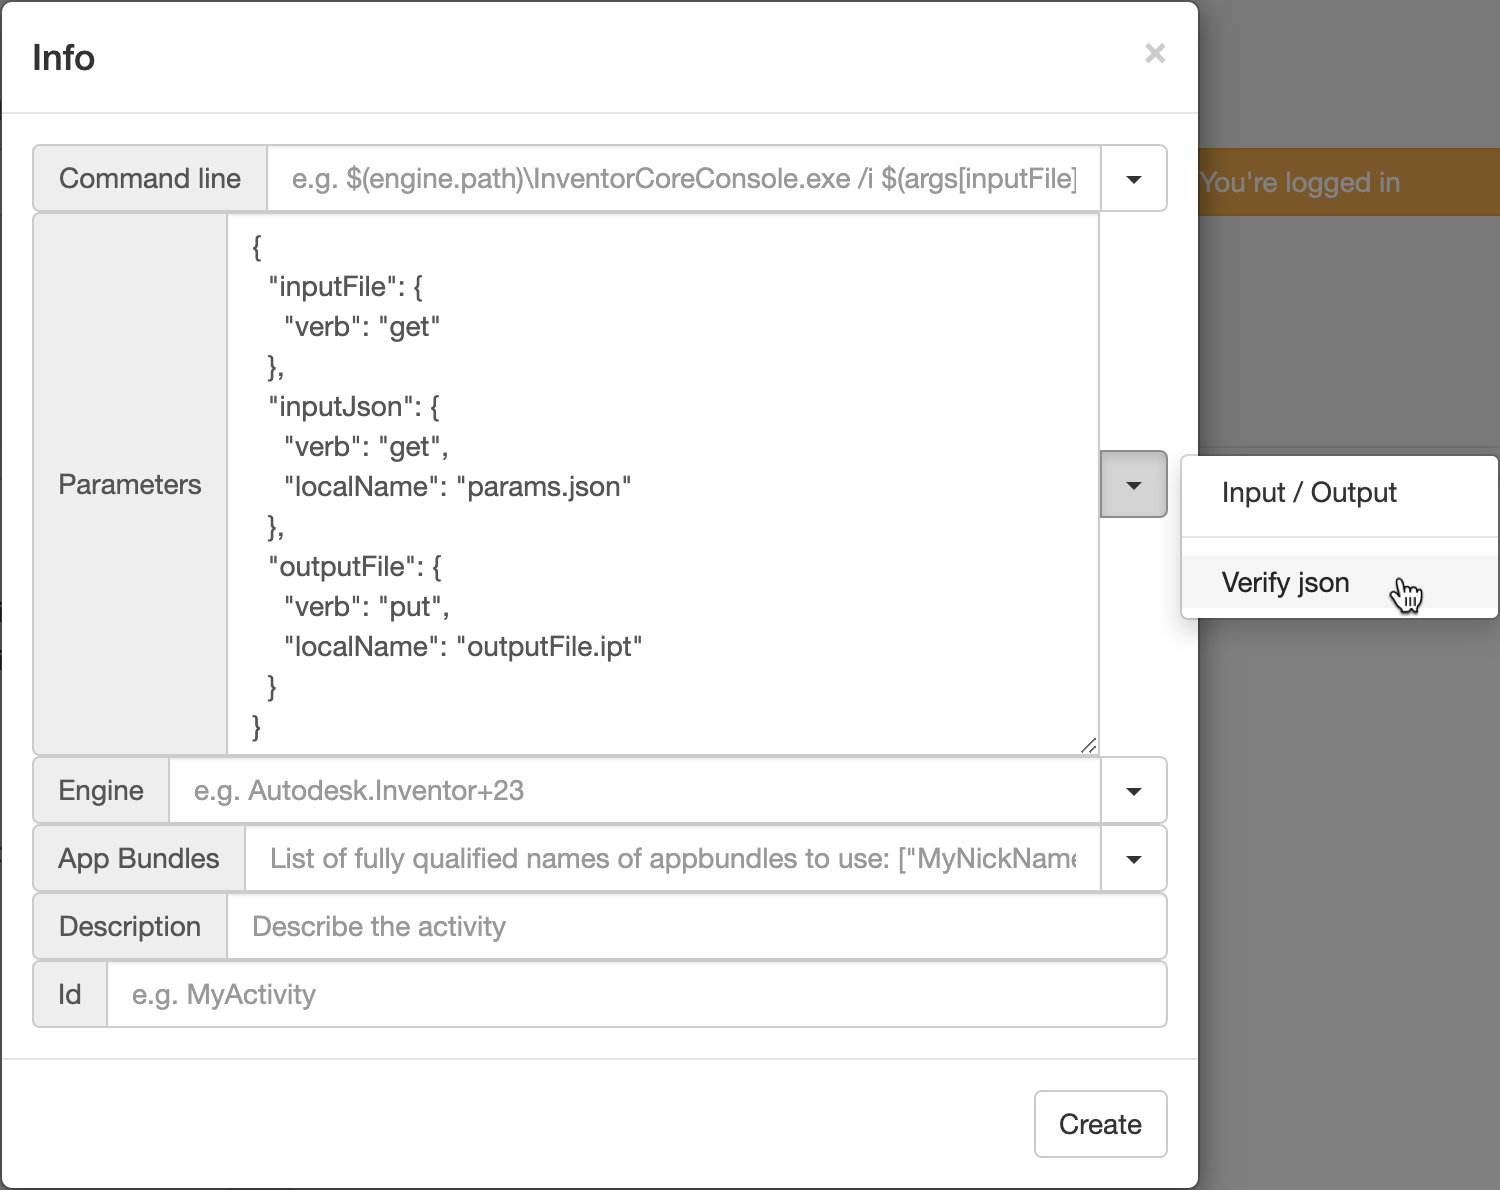 Info
×
Command line
e.g. $(engine.path)\InventorCoreConsole.exe /i $(args[inputFile]
You're logged in
Parameters
{
"inputFile": {
"verb": "get"
},
"inputJson": {
"verb": "get",
"localName": "params.json"
},
"outputFile": {
"verb": "put",
"localName": "outputFile.ipt"
}
}
Input / Output
Verify json
Engine
e.g. Autodesk.Inventor+23
App Bundles
List of fully qualified names of appbundles to use: ["MyNickName
Description
Describe the activity
Id
e.g. MyActivity
Create